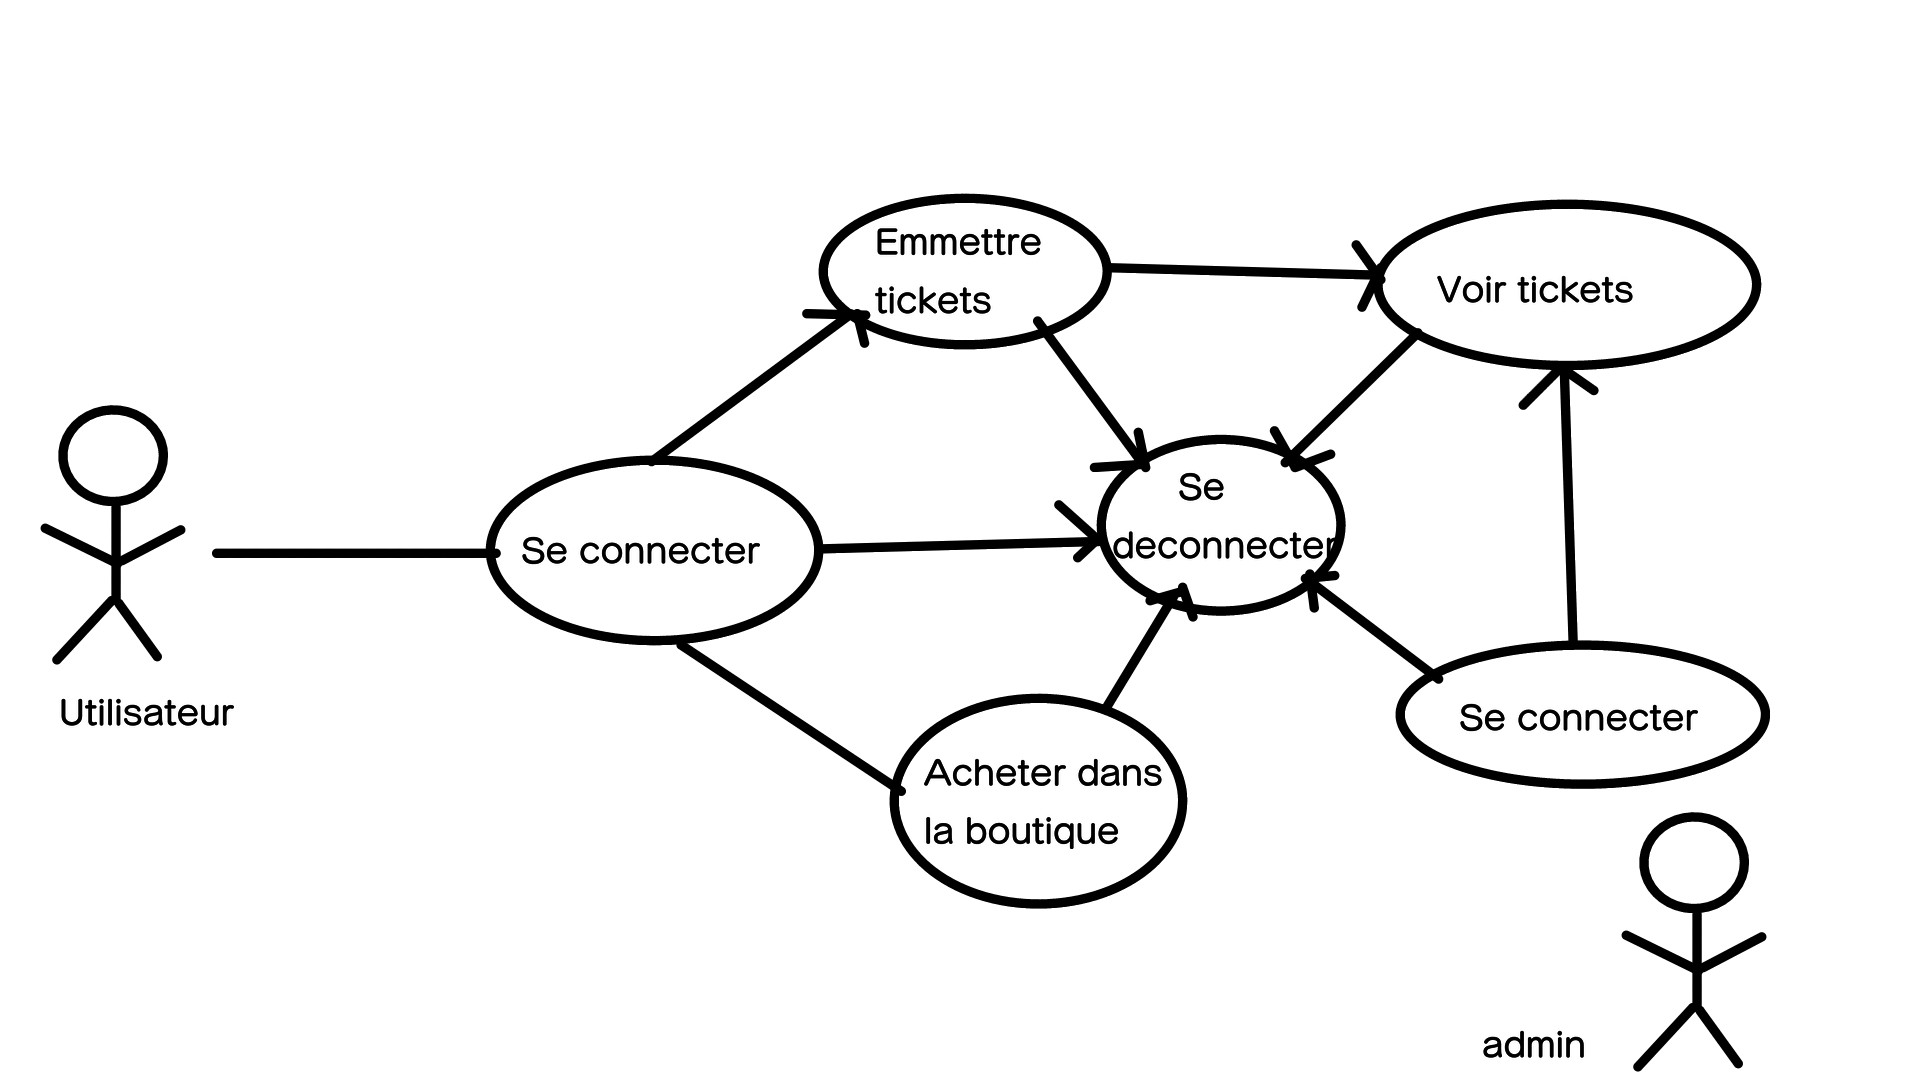 Emmettre
tickets
Voir tickets
Se
deconnecter
Se connecter
Utilisateur
Se connecter
Acheter dans
la boutique
admin